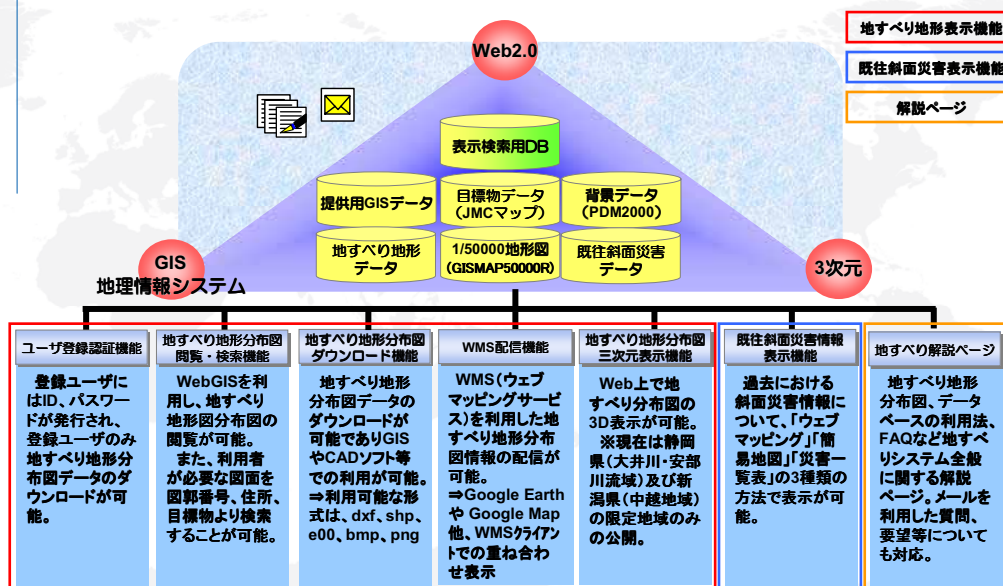 Web2.0
地すべり地形表示機能
既往斜面災害表示機能
解説ページ
表示検索用DB
提供用GISデータ
目標物データ
（JMCマップ）
背景データ
（PDM2000）
地すべり地形
データ
1/50000地形図
（GISMAP50000R）
既往斜面災害
データ
GIS
地理情報システム
3次元
ユーザ登録認証機能
登録ユーザに
はID、パスワー
ドが発行され、
登録ユーザのみ
地すべり地形分
布図データのダ
ウンロードが可
能。
地すべり地形分布図
閲覧・検索機能
WebGISを利
用し、地すべり
地形図分布図の
閲覧が可能。
また、利用者
が必要な図面を
図郭番号、住所、
目標物より検索
することが可能。
地すべり地形分布図
ダウンロード機能
地すべり地形
分布図データの
ダウンロードが
可能でありGIS
やCADソフト等
での利用が可能。
⇒利用可能な形
式は、dxf、shp、
e00、bmp、png
WMS配信機能
WMS（ウェブ
マッピングサービ
ス）を利用した地
すべり地形分布
図情報の配信が
可能。
⇒Google Earth
や Google Map
他、WMSクライアン
トでの重ね合わ
せ表示
地すべり地形分布図
三次元表示機能
Web上で地
すべり分布図の
3D表示が可能。
※現在は静岡
県（大井川・安部
川流域）及び新
潟県（中越地域）
の限定地域のみ
の公開。
既往斜面災害情報
表示機能
過去における
斜面災害情報に
ついて、「ウェブ
マッピング」「簡
易地図」「災害一
覧表」の3種類の
方法で表示が可
能。
地すべり解説ページ
地すべり地形
分布図、データ
ベースの利用法、
FAQなど地すべ
りシステム全般
に関する解説
ページ。メールを
利用した質問、
要望等について
も対応。